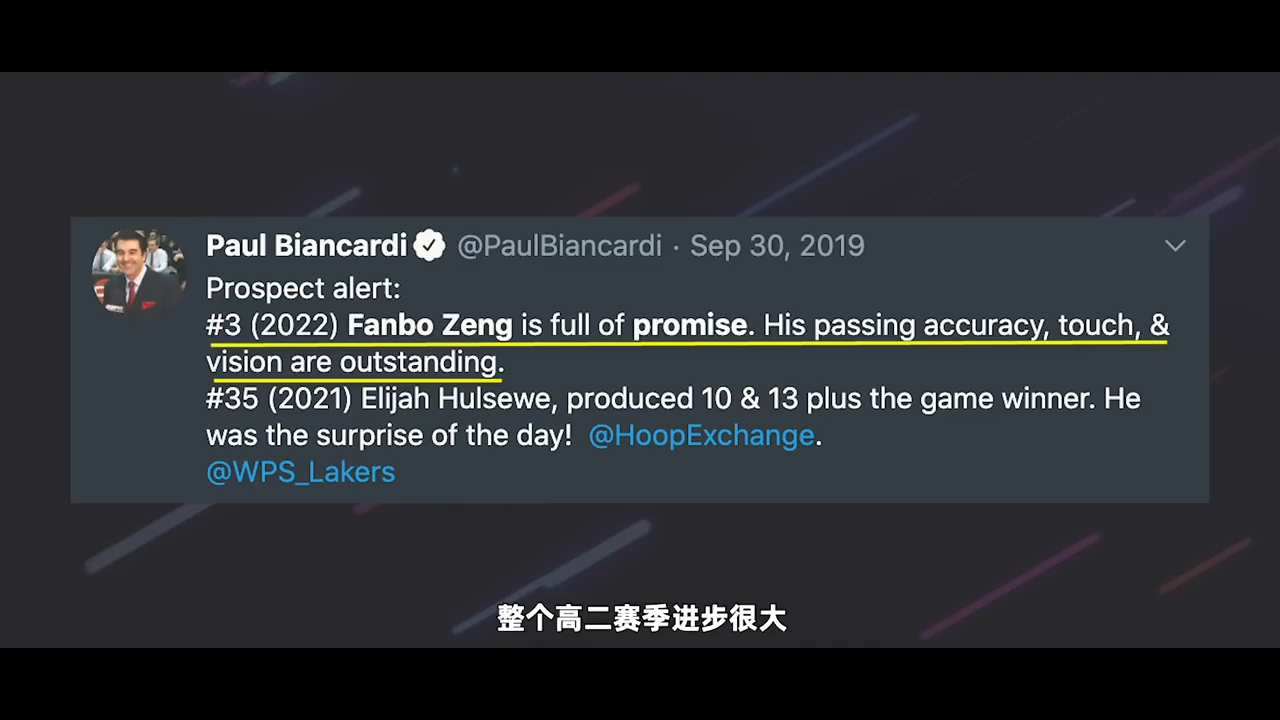 Paul Biancardi @PaulBiancardi · Sep 30, 2019
Prospect alert:
#3 (2022) Fanbo Zeng is full of promise. His passing accuracy, touch, &
vision are outstanding.
#35 (2021) Elijah Hulsewe, produced 10 & 13 plus the game winner. He
was the surprise of the day! @HoopExchange.
@WPS_Lakers
整个高二赛季进步很大